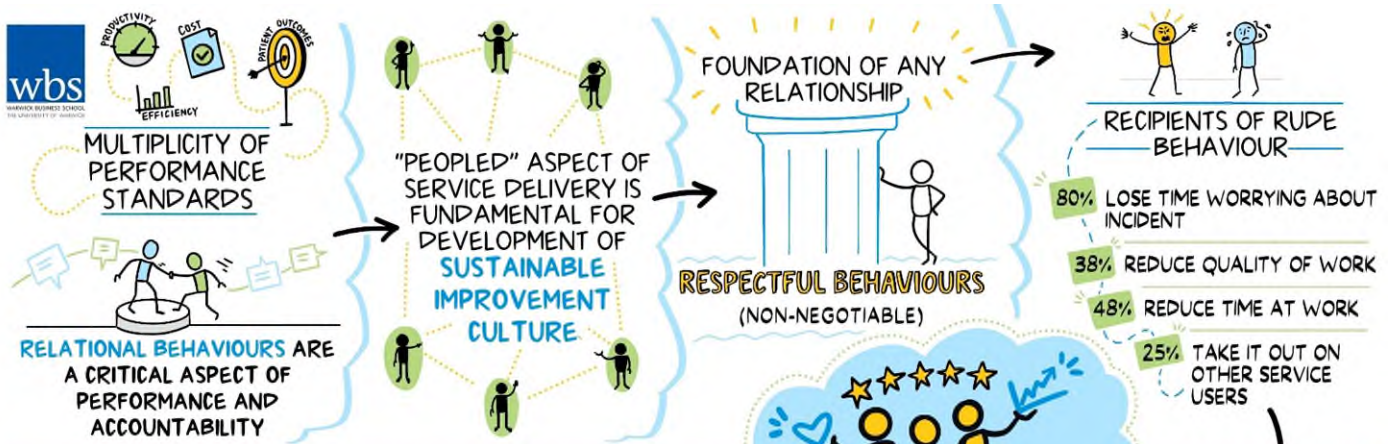 wbs
WARWICK BUSINESS SCHOOL
THE UNIVERSITY OF WARWICK
PRODUCTIVITY
COST
PATIENT OUTCOMES
EFFICIENCY
MULTIPLICITY OF
PERFORMANCE
STANDARDS
RELATIONAL BEHAVIOURS ARE
A CRITICAL ASPECT OF
PERFORMANCE AND
ACCOUNTABILITY
"PEOPLED" ASPECT OF
SERVICE DELIVERY IS
FUNDAMENTAL FOR
DEVELOPMENT OF
SUSTAINABLE
IMPROVEMENT
CULTURE
FOUNDATION OF ANY
RELATIONSHIP
RESPECTFUL BEHAVIOURS
(NON-NEGOTIABLE)
RECIPIENTS OF RUDE
BEHAVIOUR
80% LOSE TIME WORRYING ABOUT
INCIDENT
38% REDUCE QUALITY OF WORK
48% REDUCE TIME AT WORK
25% TAKE IT OUT ON
OTHER SERVICE
USERS